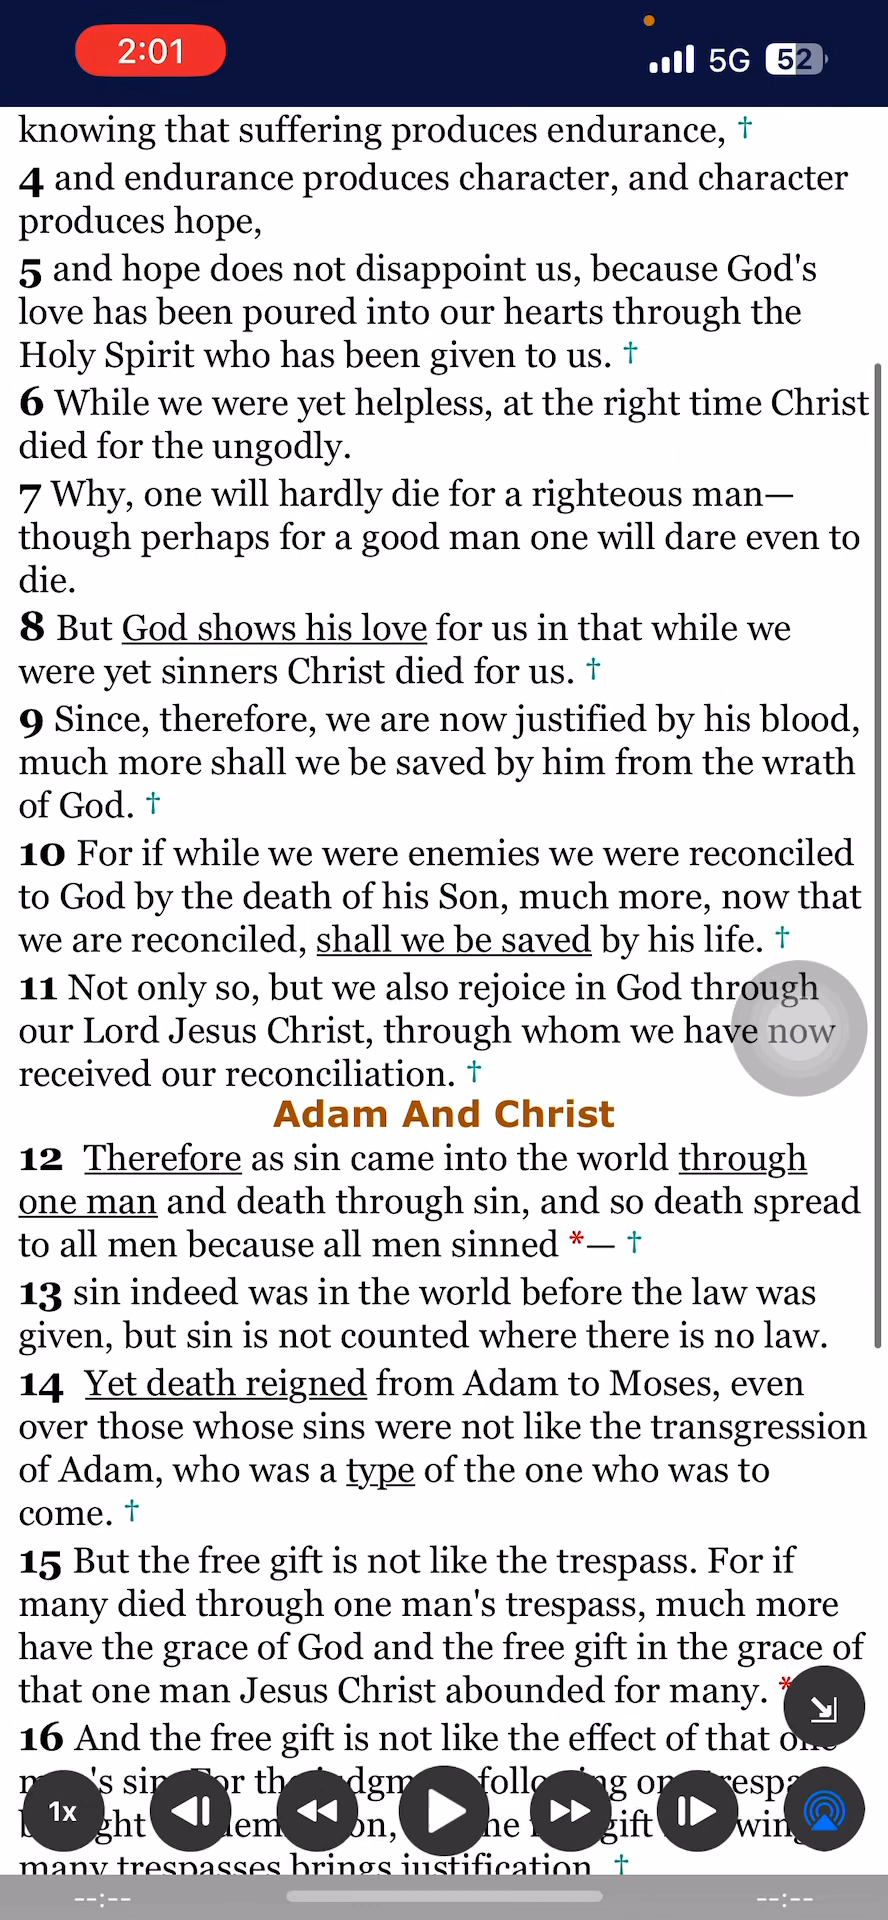 2:01
5G 52
knowing that suffering produces endurance, †
4 and endurance produces character, and character
produces hope,
5 and hope does not disappoint us, because God's
love has been poured into our hearts through the
Holy Spirit who has been given to us. †
6 While we were yet helpless, at the right time Christ
died for the ungodly.
7 Why, one will hardly die for a righteous man—
though perhaps for a good man one will dare even to
die.
8 But God shows his love for us in that while we
were yet sinners Christ died for us. †
9 Since, therefore, we are now justified by his blood,
much more shall we be saved by him from the wrath
of God. †
10 For if while we were enemies we were reconciled
to God by the death of his Son, much more, now that
we are reconciled, shall we be saved by his life. †
11 Not only so, but we also rejoice in God through
our Lord Jesus Christ, through whom we have now
received our reconciliation. †
Adam And Christ
12 Therefore as sin came into the world through
one man and death through sin, and so death spread
to all men because all men sinned *— †
13 sin indeed was in the world before the law was
given, but sin is not counted where there is no law.
14 Yet death reigned from Adam to Moses, even
over those whose sins were not like the transgression
of Adam, who was a type of the one who was to
come. †
15 But the free gift is not like the trespass. For if
many died through one man's trespass, much more
have the grace of God and the free gift in the grace of
that one man Jesus Christ abounded for many. *
16 And the free gift is not like the effect of that one
sin
1x
gift
many trespasses brings justification. †
--:-- --:--